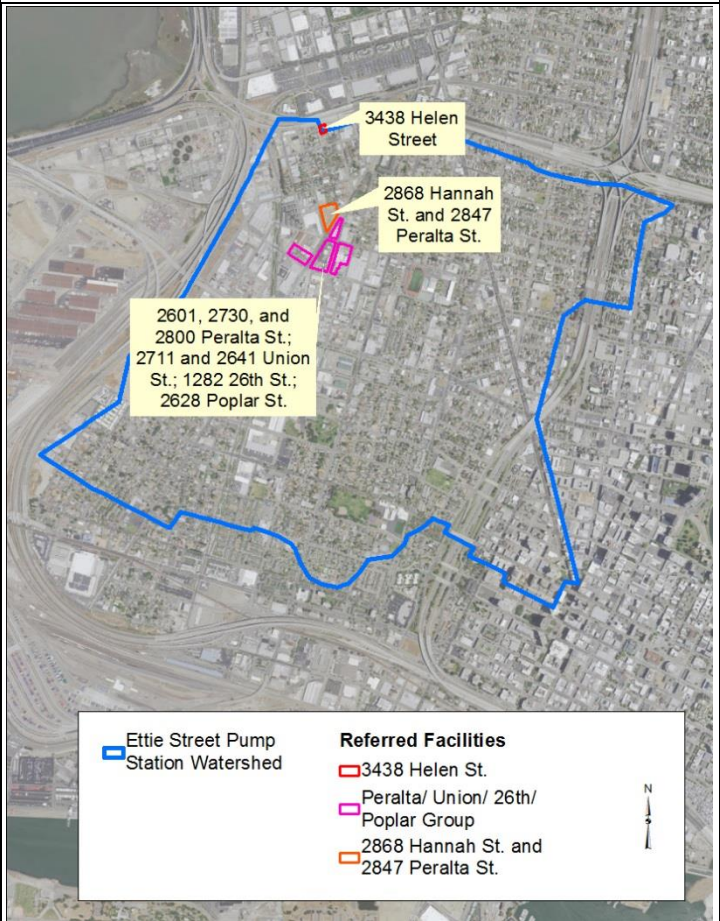 3438 Helen
Street
2868 Hannah
St. and 2847
Peralta St.
2601, 2730, and
2800 Peralta St.;
2711 and 2641 Union
St.; 1282 26th St.;
2628 Poplar St.
Ettie Street Pump
Station Watershed
Referred Facilities
3438 Helen St.
Peralta/ Union/ 26th/
Poplar Group
2868 Hannah St. and
2847 Peralta St.
N